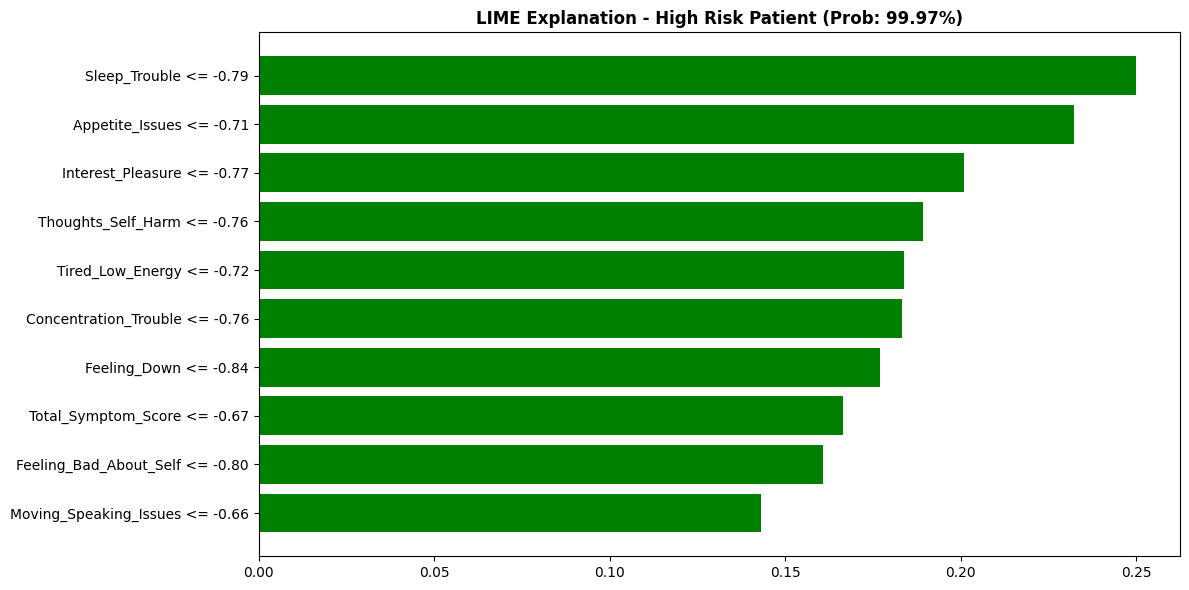 LIME Explanation - High Risk Patient (Prob: 99.97%)
Sleep_Trouble <= -0.79
Appetite_Issues <= -0.71
Interest_Pleasure <= -0.77
Thoughts_Self_Harm <= -0.76
Tired_Low_Energy <= -0.72
Concentration_Trouble <= -0.76
Feeling_Down <= -0.84
Total_Symptom_Score <= -0.67
Feeling_Bad_About_Self <= -0.80
Moving_Speaking_Issues <= -0.66
0.00 0.05 0.10 0.15 0.20 0.25